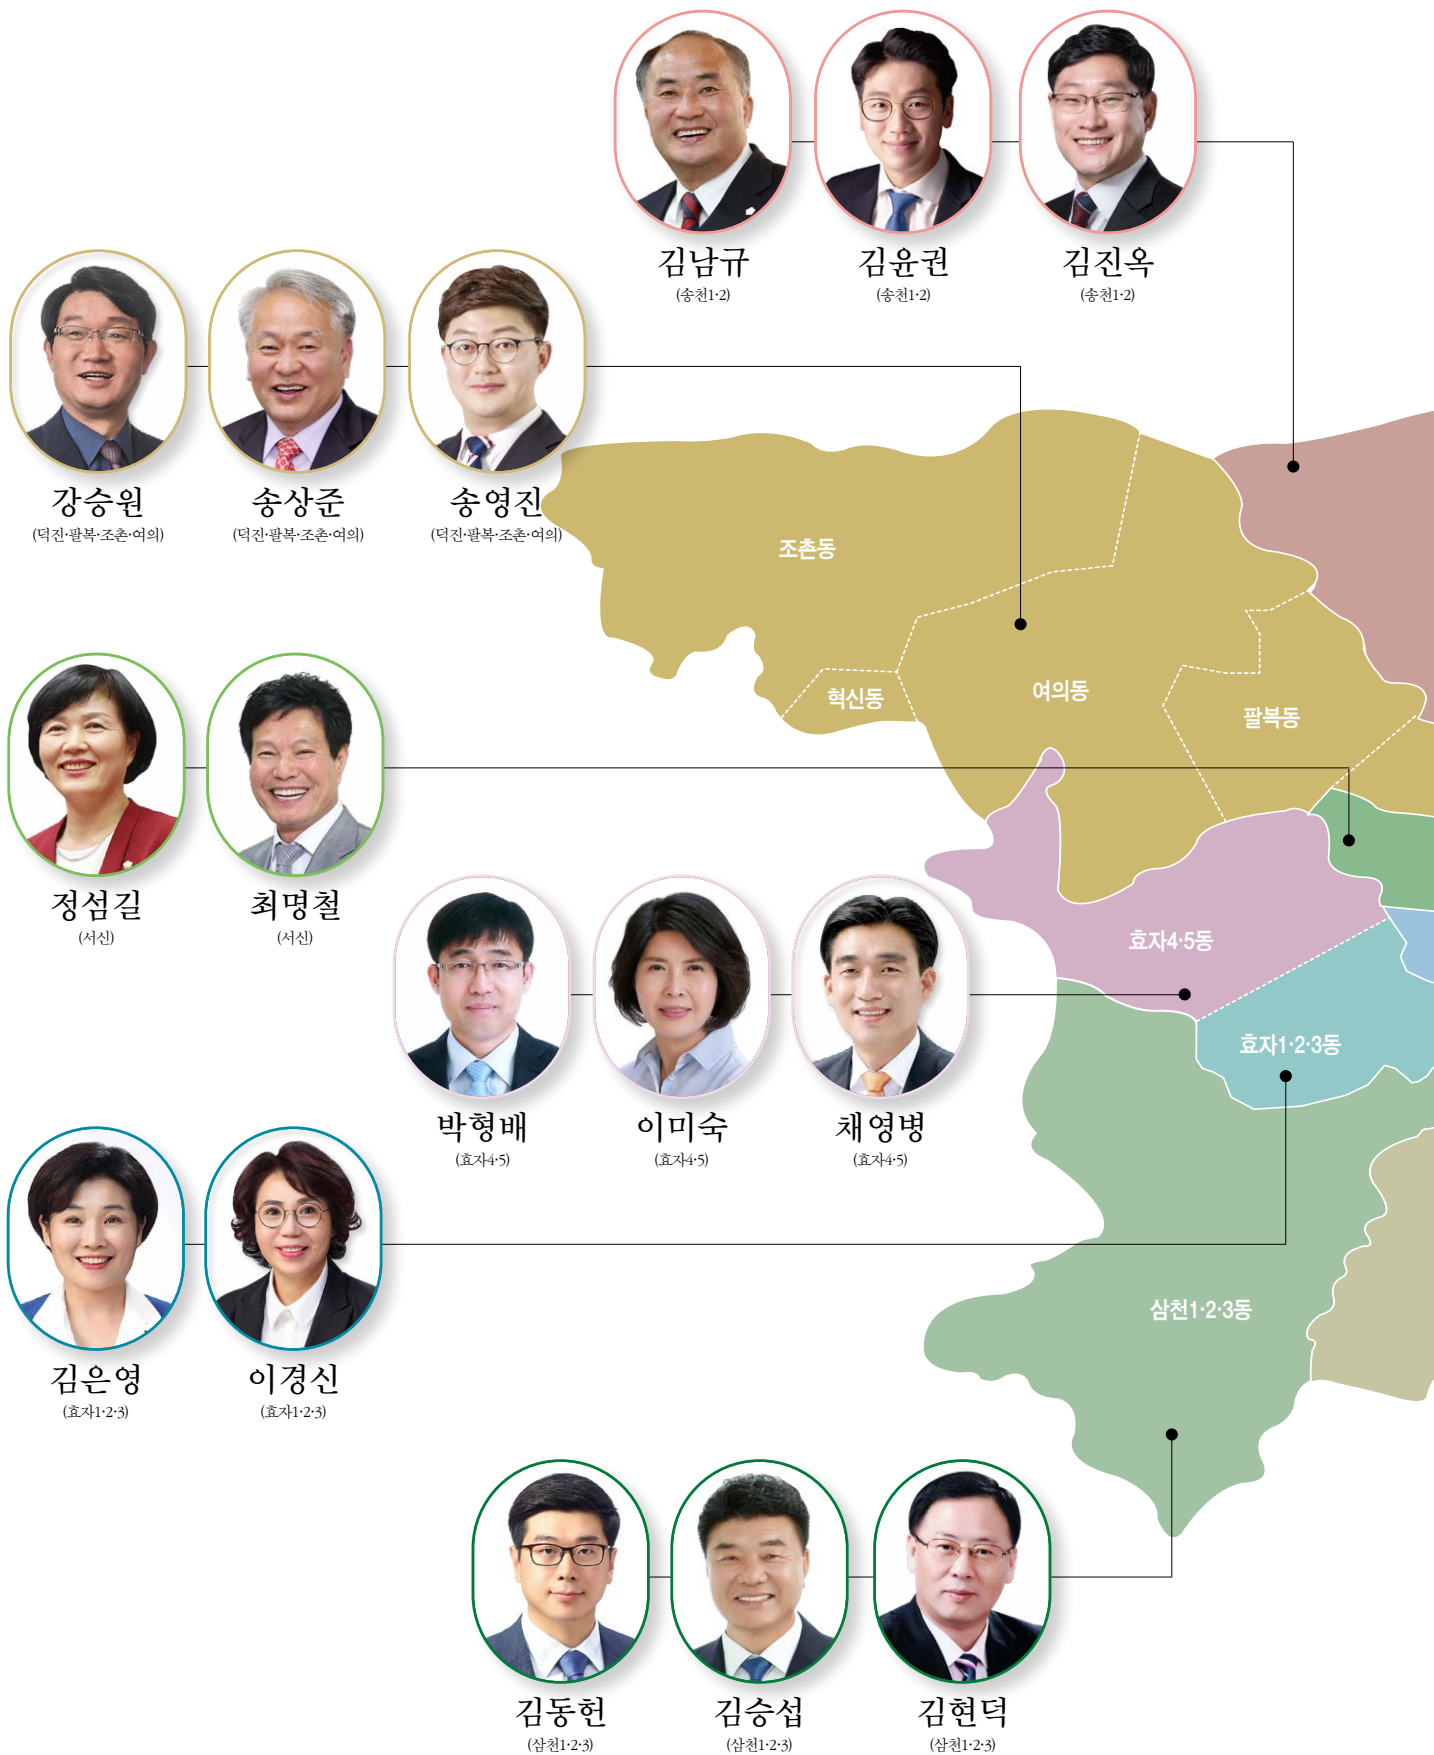 김남규
(송천1·2)
김윤권
(송천1·2)
김진옥
(송천1·2)
강승원
(덕진·팔복·조촌·여의)
송상준
(덕진·팔복·조촌·여의)
송영진
(덕진·팔복·조촌·여의)
조촌동
혁신동
여의동
팔복동
정섬길
(서신)
최명철
(서신)
효자4·5동
박형배
(효자4·5)
이미숙
(효자4·5)
채영병
(효자4·5)
효자1·2·3동
김은영
(효자1·2·3)
이경신
(효자1·2·3)
삼천1·2·3동
김동헌
(삼천1·2·3)
김승섭
(삼천1·2·3)
김현덕
(삼천1·2·3)